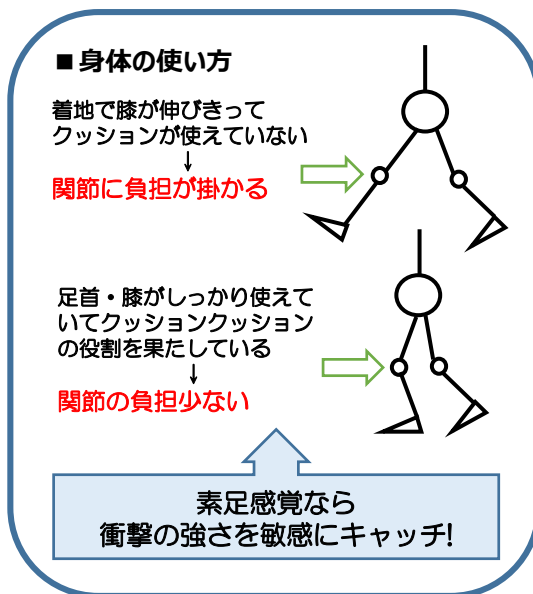 ■ 身体の使い方
着地で膝が伸びきって
クッションが使えていない
↓
関節に負担が掛かる
足首・膝がしっかり使えて
いてクッションクッション
の役割を果たしている
↓
関節の負担少ない
素足感覚なら
衝撃の強さを敏感にキャッチ!